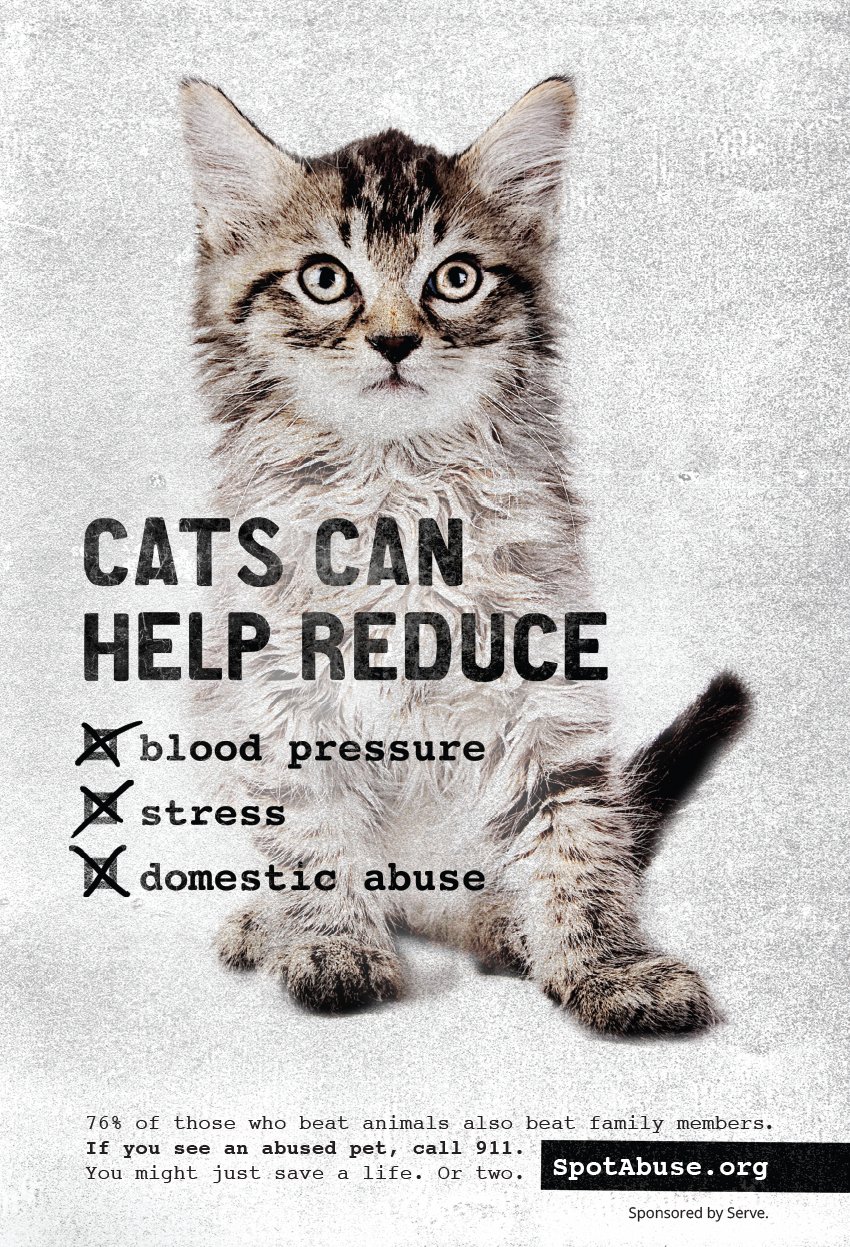 CATS CAN
HELP REDUCE
blood pressure
stress
domestic abuse
76% of those who beat animals also beat family members.
If you see an abused pet, call 911.
You might just save a life. Or two.
SpotAbuse.org
Sponsored by Serve.